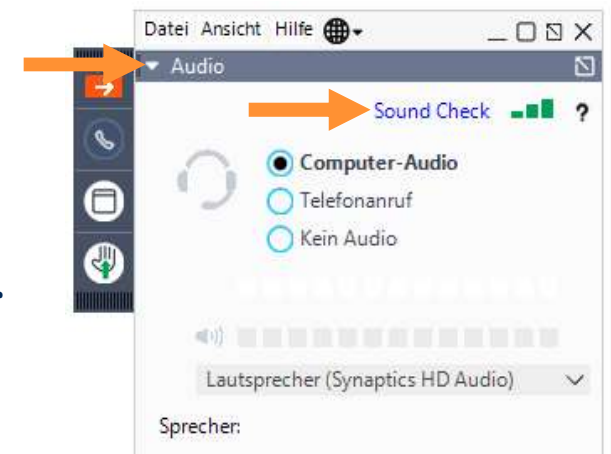 Datei Ansicht Hilfe
Audio
Sound Check ?
Computer-Audio
Telefonanruf
Kein Audio
Lautsprecher (Synaptics HD Audio)
Sprecher: